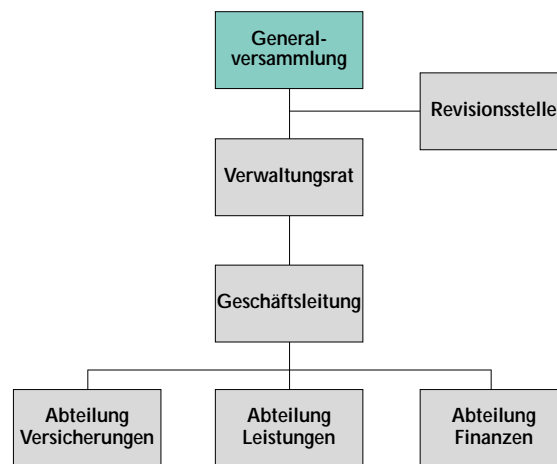 General-
versammlung
Revisionsstelle
Verwaltungsrat
Geschäftsleitung
Abteilung
Versicherungen
Abteilung
Leistungen
Abteilung
Finanzen